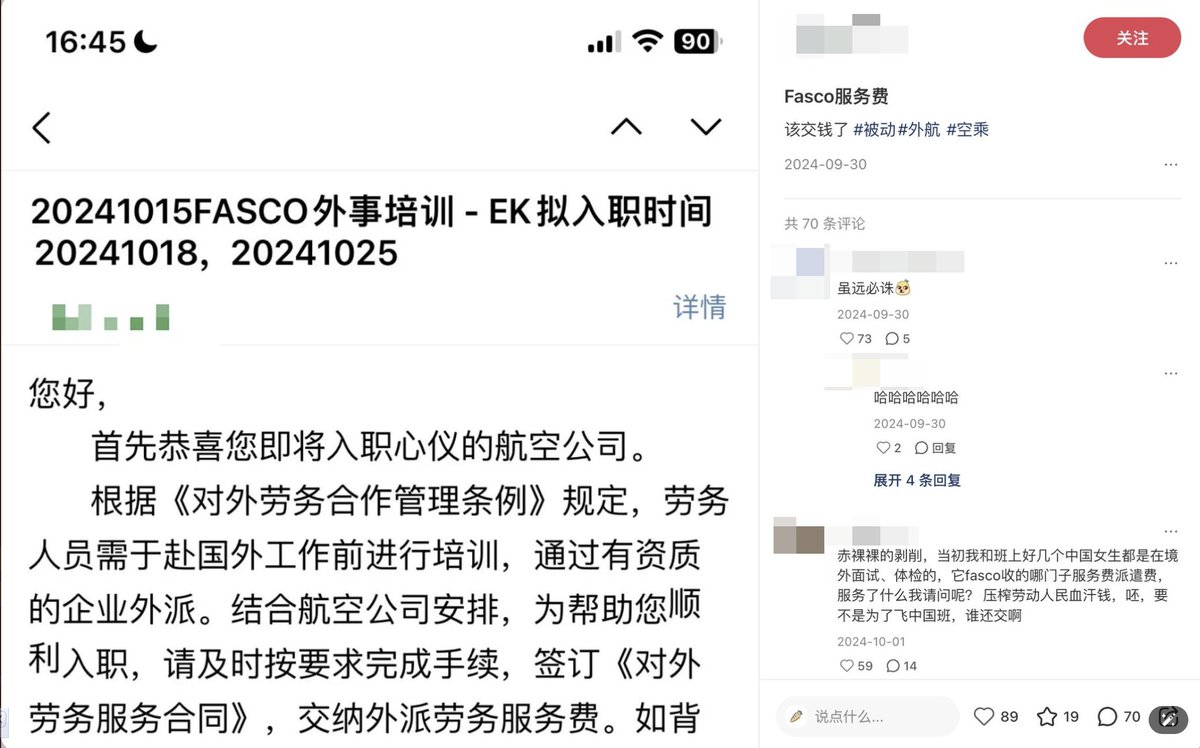 16:45
90
20241015FASCO外事培训 - EK拟入职时间
20241018，20241025
详情
您好，
首先恭喜您即将入职心仪的航空公司。
根据《对外劳务合作管理条例》规定，劳务
人员需于赴国外工作前进行培训，通过有资质
的企业外派。结合航空公司安排，为帮助您顺
利入职，请及时按要求完成手续，签订《对外
劳务服务合同》，交纳外派劳务服务费。如背
关注
Fasco服务费
该交钱了 #被动#外航 #空乘
2024-09-30
共 70 条评论
虽远必诛
2024-09-30
73 5
哈哈哈哈哈哈
2024-09-30
2 回复
展开 4 条回复
赤裸裸的剥削，当初我和班上好几个中国女生都是在境
外面试、体检的，它fasco收的哪门子服务费派遣费，
服务了什么我请问呢？ 压榨劳动人民血汗钱，呸，要
不是为了飞中国班，谁还交啊
2024-10-01
59 14
说点什么... 89 19 70